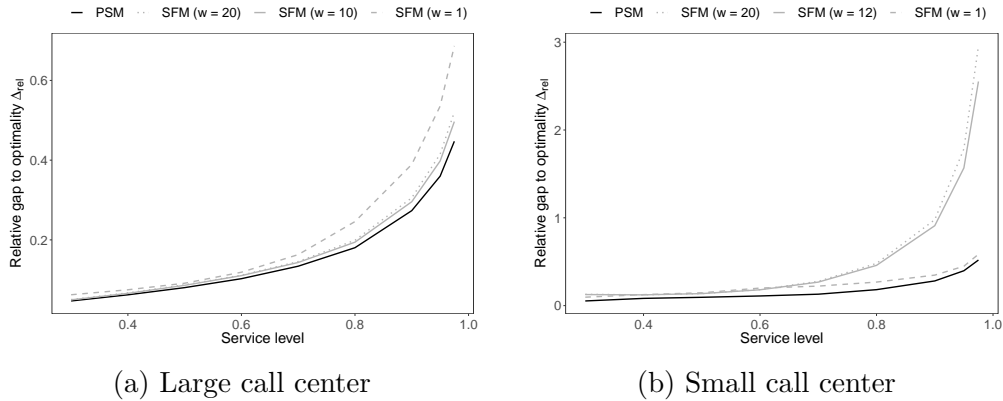 PSM SFM (w = 20) SFM (w = 10) SFM (w = 1)
Relative gap to optimality Δrel
0.6
0.4
0.2
0.4 0.6 0.8 1.0
Service level
(a) Large call center
PSM SFM (w = 20) SFM (w = 12) SFM (w = 1)
Relative gap to optimality Δrel
3
2
1
0
0.4 0.6 0.8 1.0
Service level
(b) Small call center